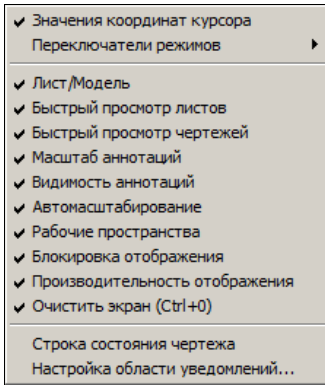 Значения координат курсора
Переключатели режимов
Лист/Модель
Быстрый просмотр листов
Быстрый просмотр чертежей
Масштаб аннотаций
Видимость аннотаций
Автомасштабирование
Рабочие пространства
Блокировка отображения
Производительность отображения
Очистить экран (Ctrl+0)
Строка состояния чертежа
Настройка области уведомлений...